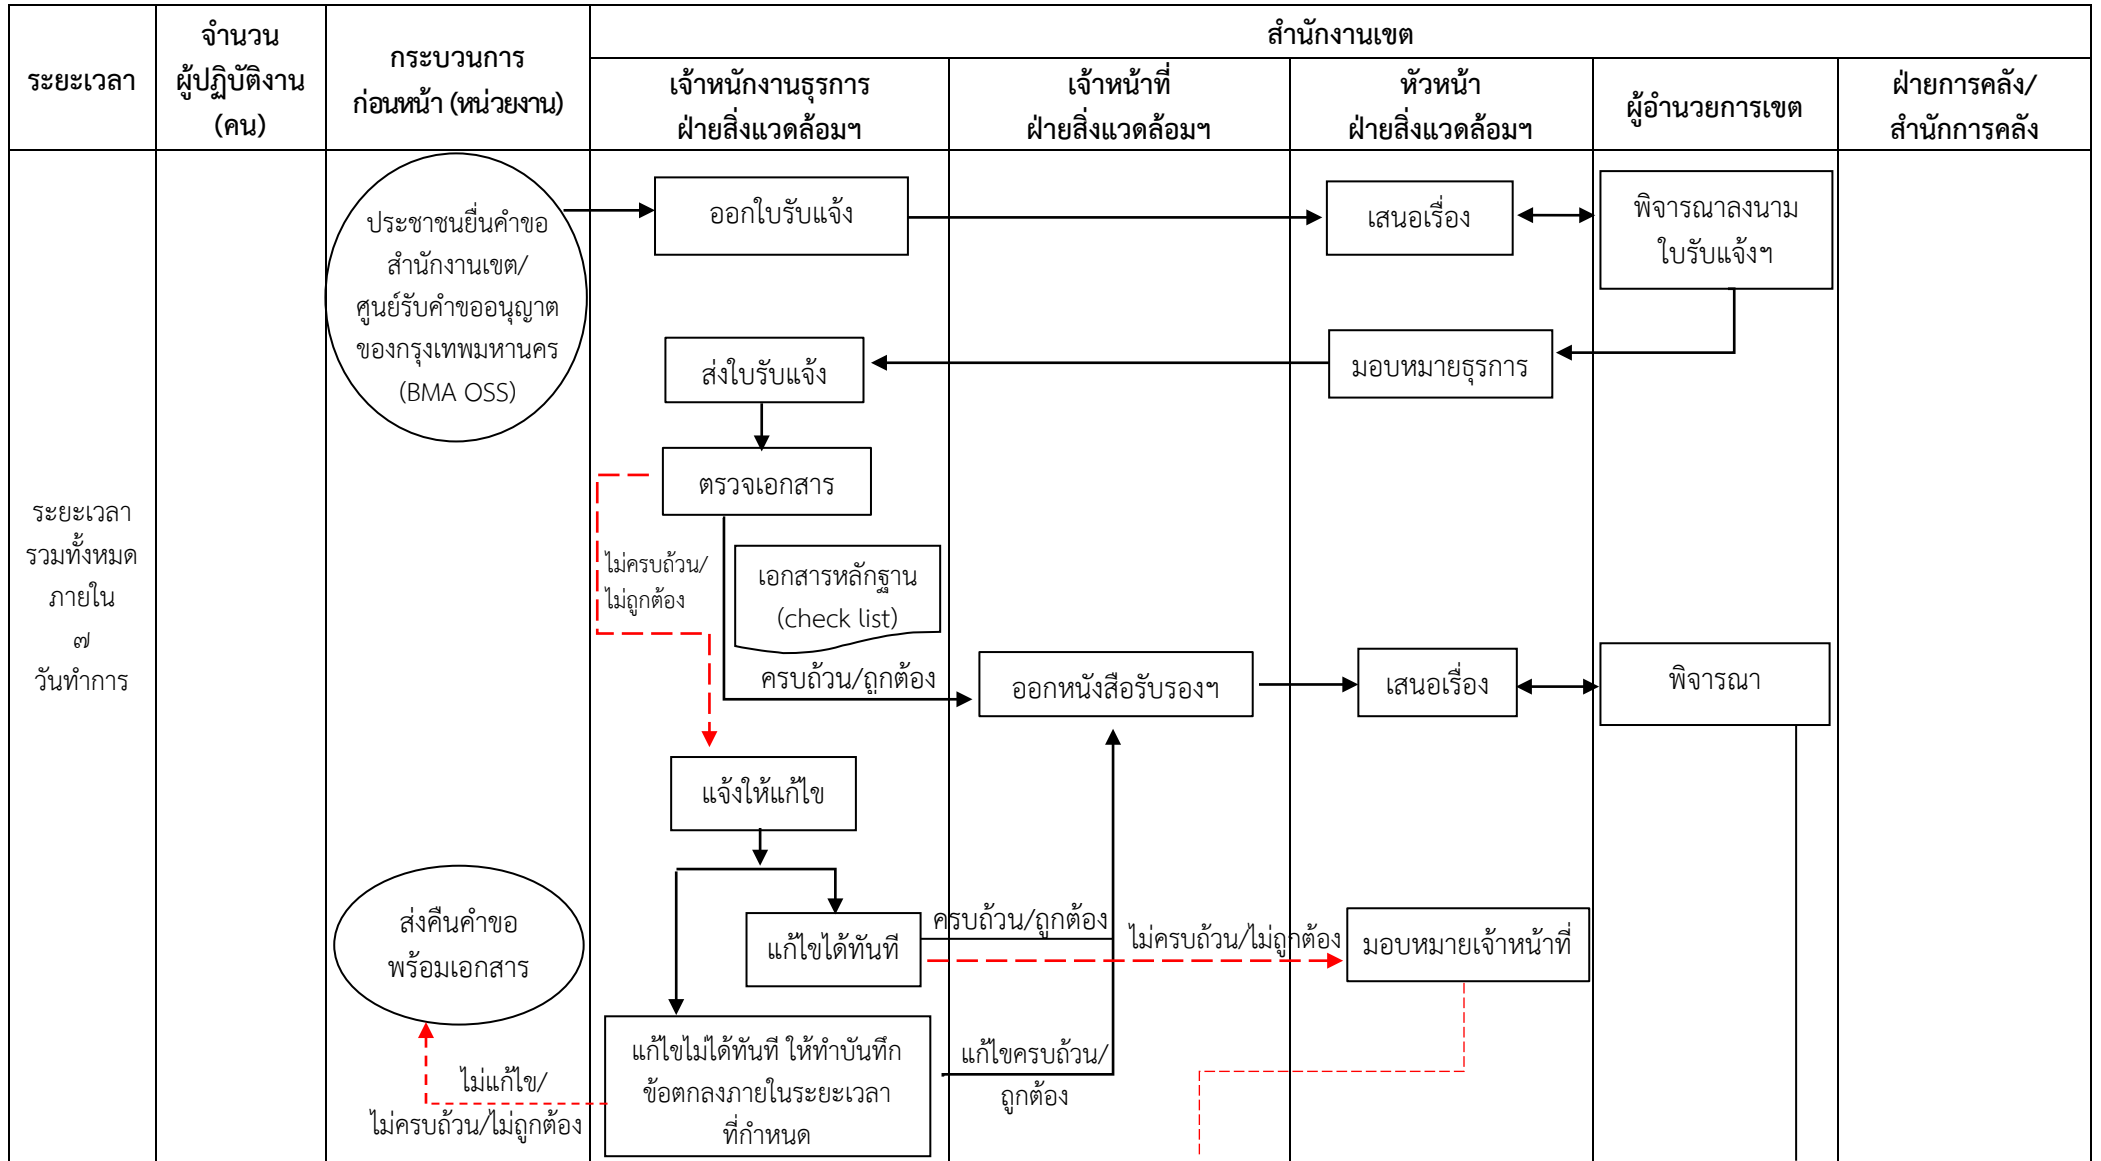 ระยะเวลา
จำนวน
ผู้ปฏิบัติงาน
(คน)
กระบวนการ
ก่อนหน้า (หน่วยงาน)
สำนักงานเขต
เจ้าหนักงานธุรการ
ฝ่ายสิ่งแวดล้อมฯ
เจ้าหน้าที่
ฝ่ายสิ่งแวดล้อมฯ
หัวหน้า
ฝ่ายสิ่งแวดล้อมฯ
ผู้อำนวยการเขต
ฝ่ายการคลัง/
สำนักการคลัง
ประชาชนยื่นคำขอ
สำนักงานเขต/
ศูนย์รับคำขออนุญาต
ของกรุงเทพมหานคร
(BMA OSS)
ออกใบรับแจ้ง
เสนอเรื่อง
พิจารณาลงนาม
ใบรับแจ้งฯ
ส่งใบรับแจ้ง
มอบหมายธุรการ
ตรวจเอกสาร
ระยะเวลา
รวมทั้งหมด
ภายใน
๗
วันทำการ
ไม่ครบถ้วน/
ไม่ถูกต้อง
เอกสารหลักฐาน
(check list)
ครบถ้วน/ถูกต้อง
ออกหนังสือรับรองฯ
เสนอเรื่อง
พิจารณา
แจ้งให้แก้ไข
ส่งคืนคำขอ
พร้อมเอกสาร
แก้ไขได้ทันที
ครบถ้วน/ถูกต้อง
ไม่ครบถ้วน/ไม่ถูกต้อง
มอบหมายเจ้าหน้าที่
แก้ไขไม่ได้ทันที ให้ทำบันทึก
ข้อตกลงภายในระยะเวลา
ที่กำหนด
แก้ไขครบถ้วน/
ถูกต้อง
ไม่แก้ไข/
ไม่ครบถ้วน/ไม่ถูกต้อง